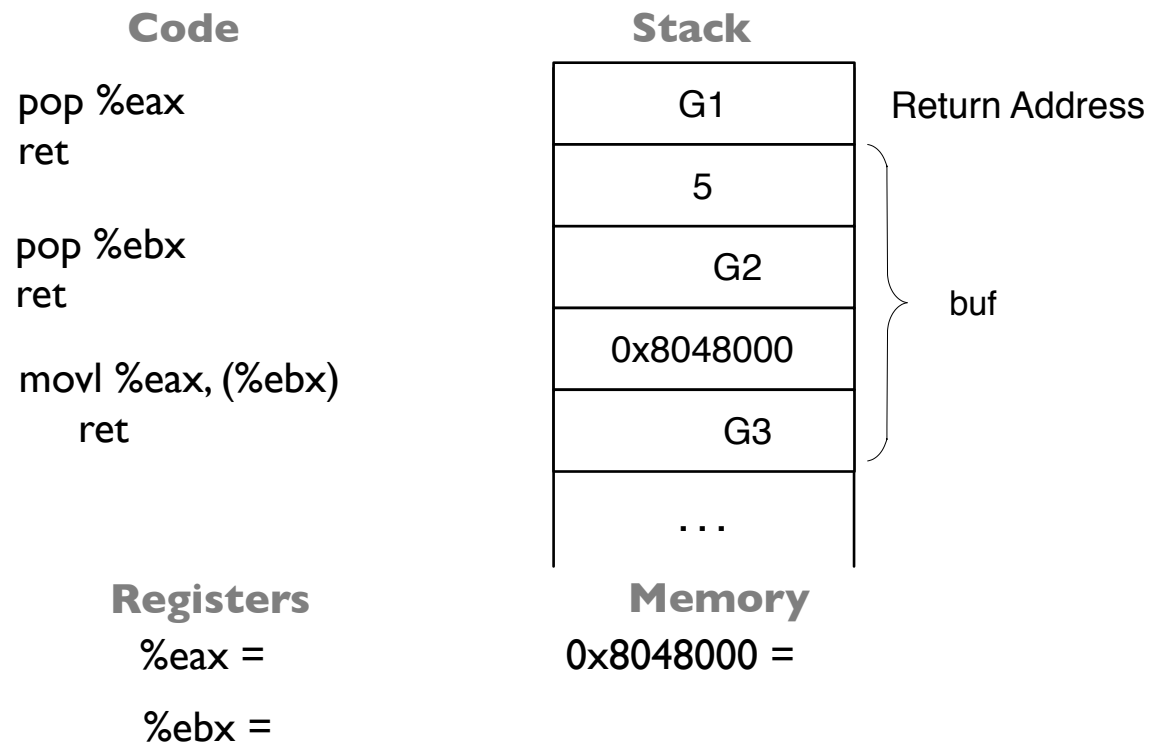 Code
pop %eax
ret
pop %ebx
ret
movl %eax, (%ebx)
ret
Stack
G1
Return Address
5
G2
0x8048000
G3
. . .
buf
Registers
%eax =
%ebx =
Memory
0x8048000 =